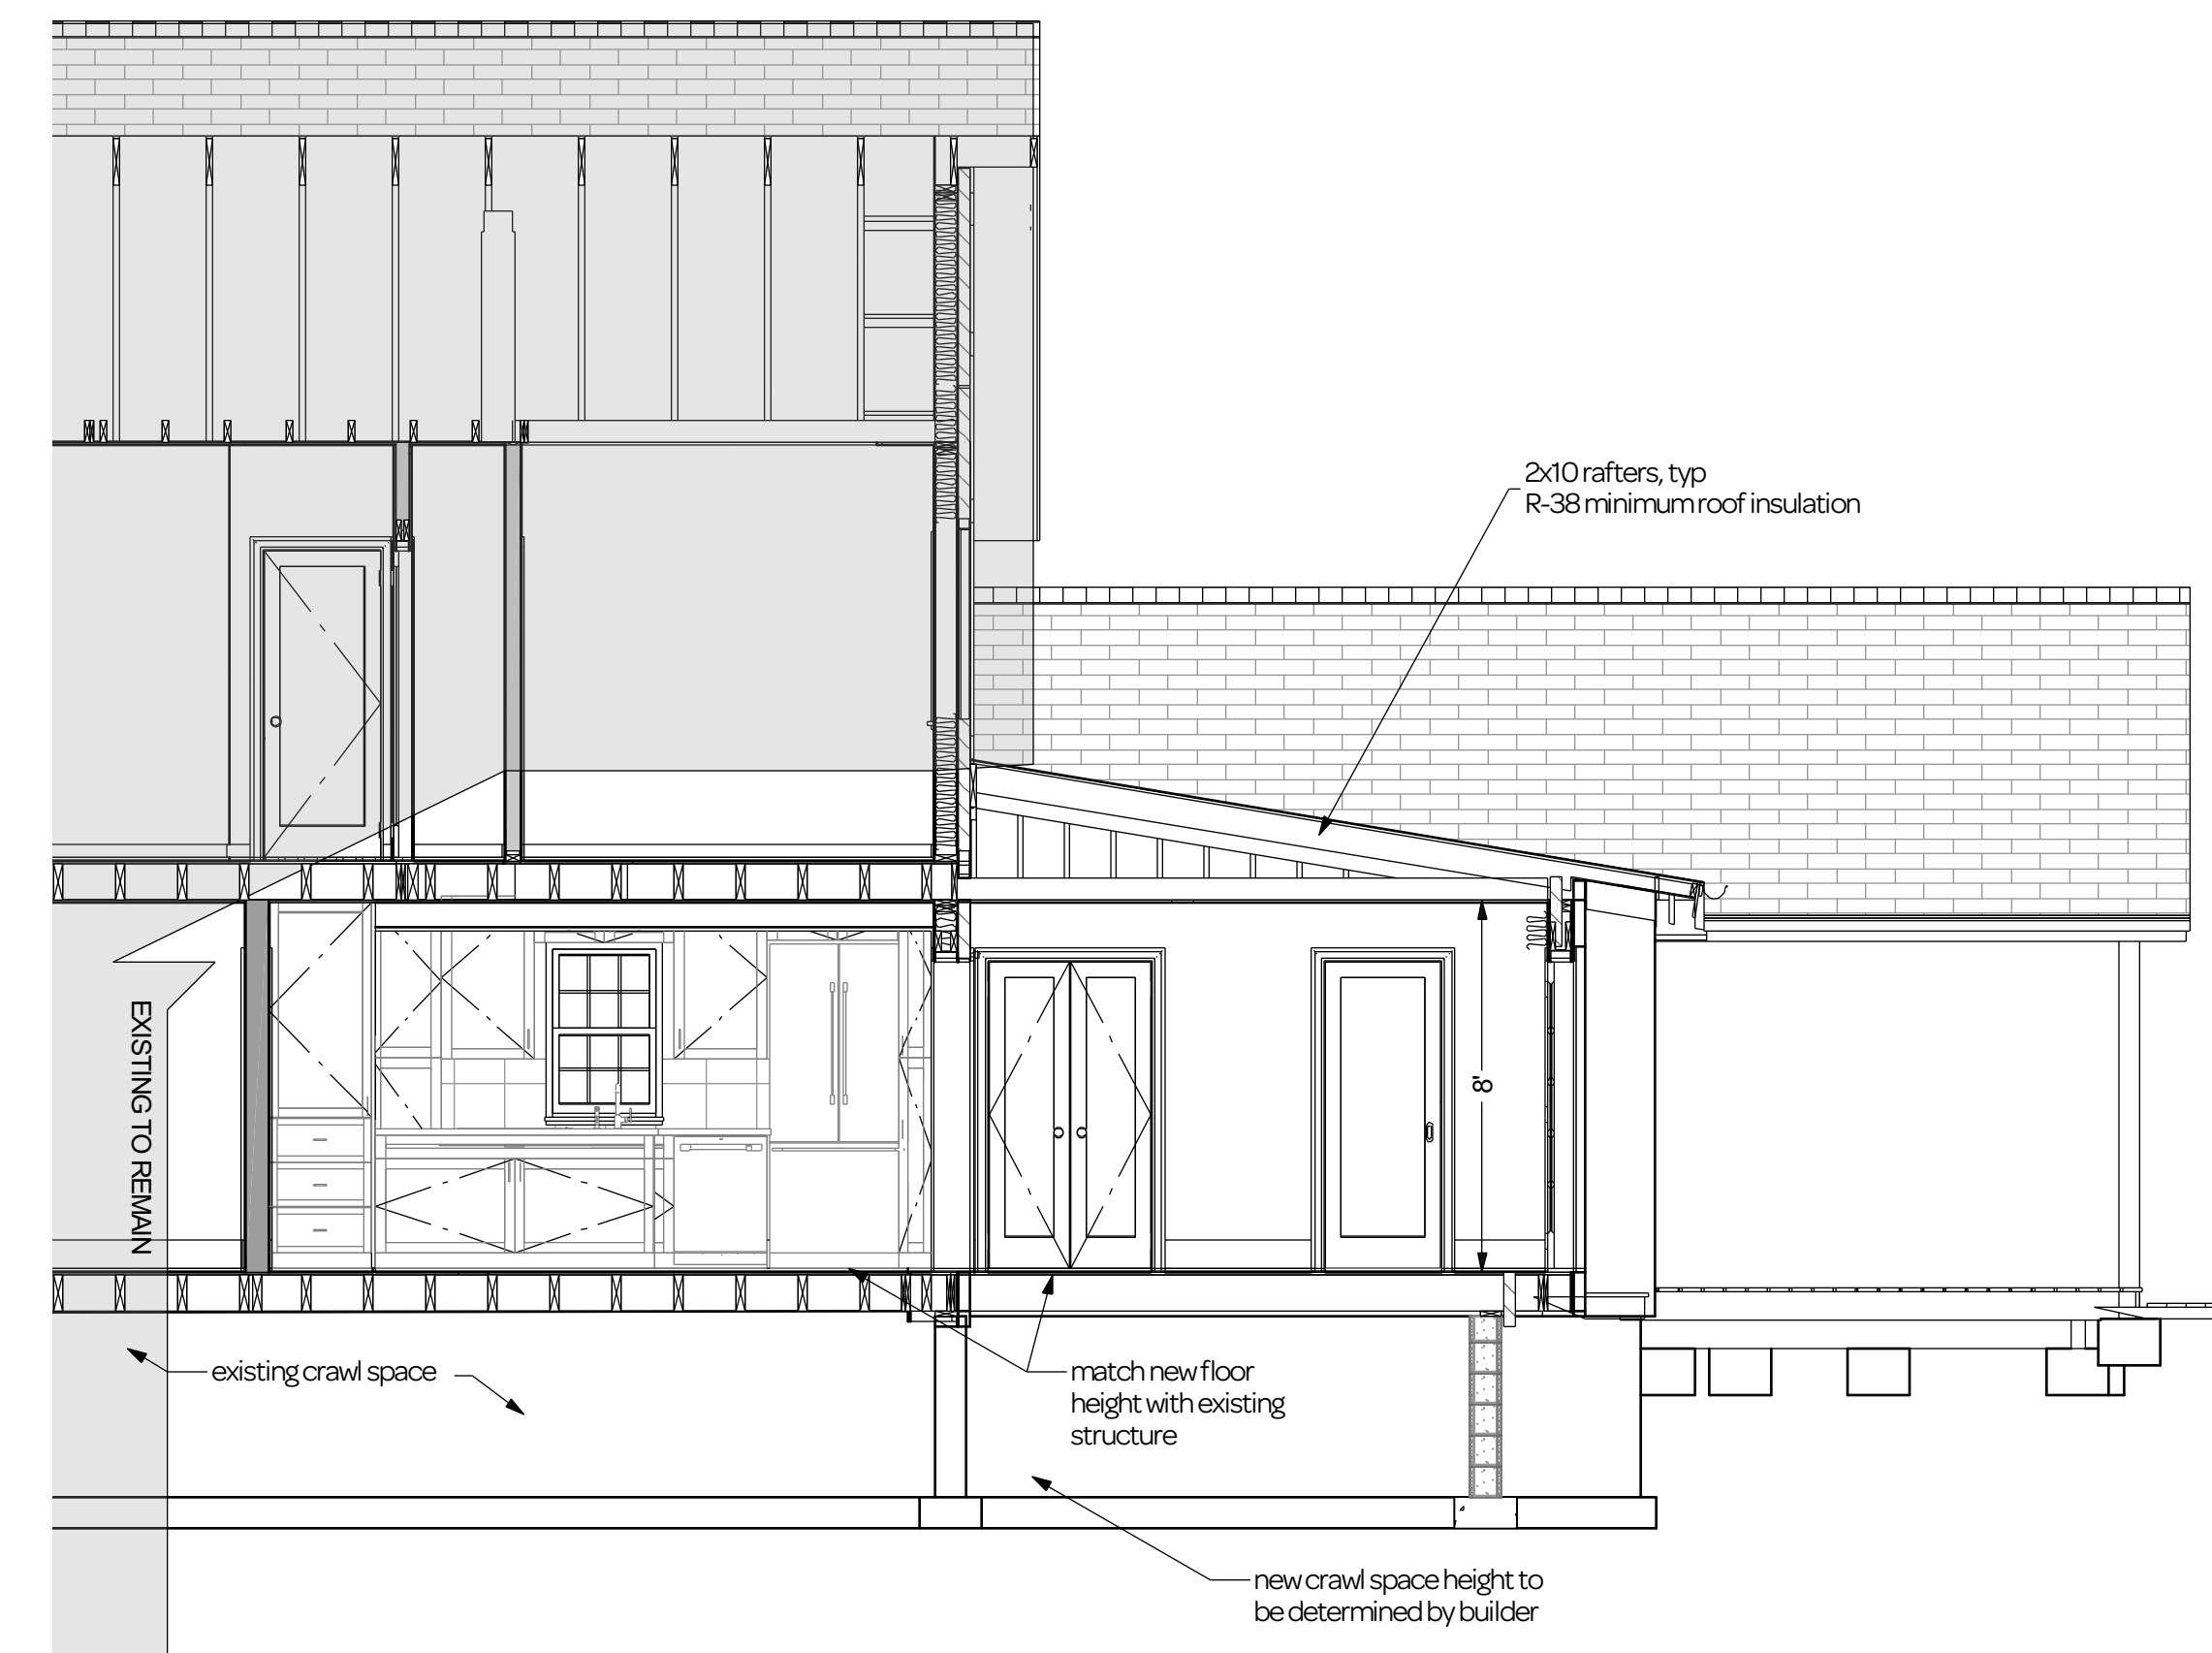 2x10 rafters, typ
R-38 minimum roof insulation
EXISTING TO REMAIN
8'
existing crawl space
match new floor
height with existing
structure
new crawl space height to
be determined by builder